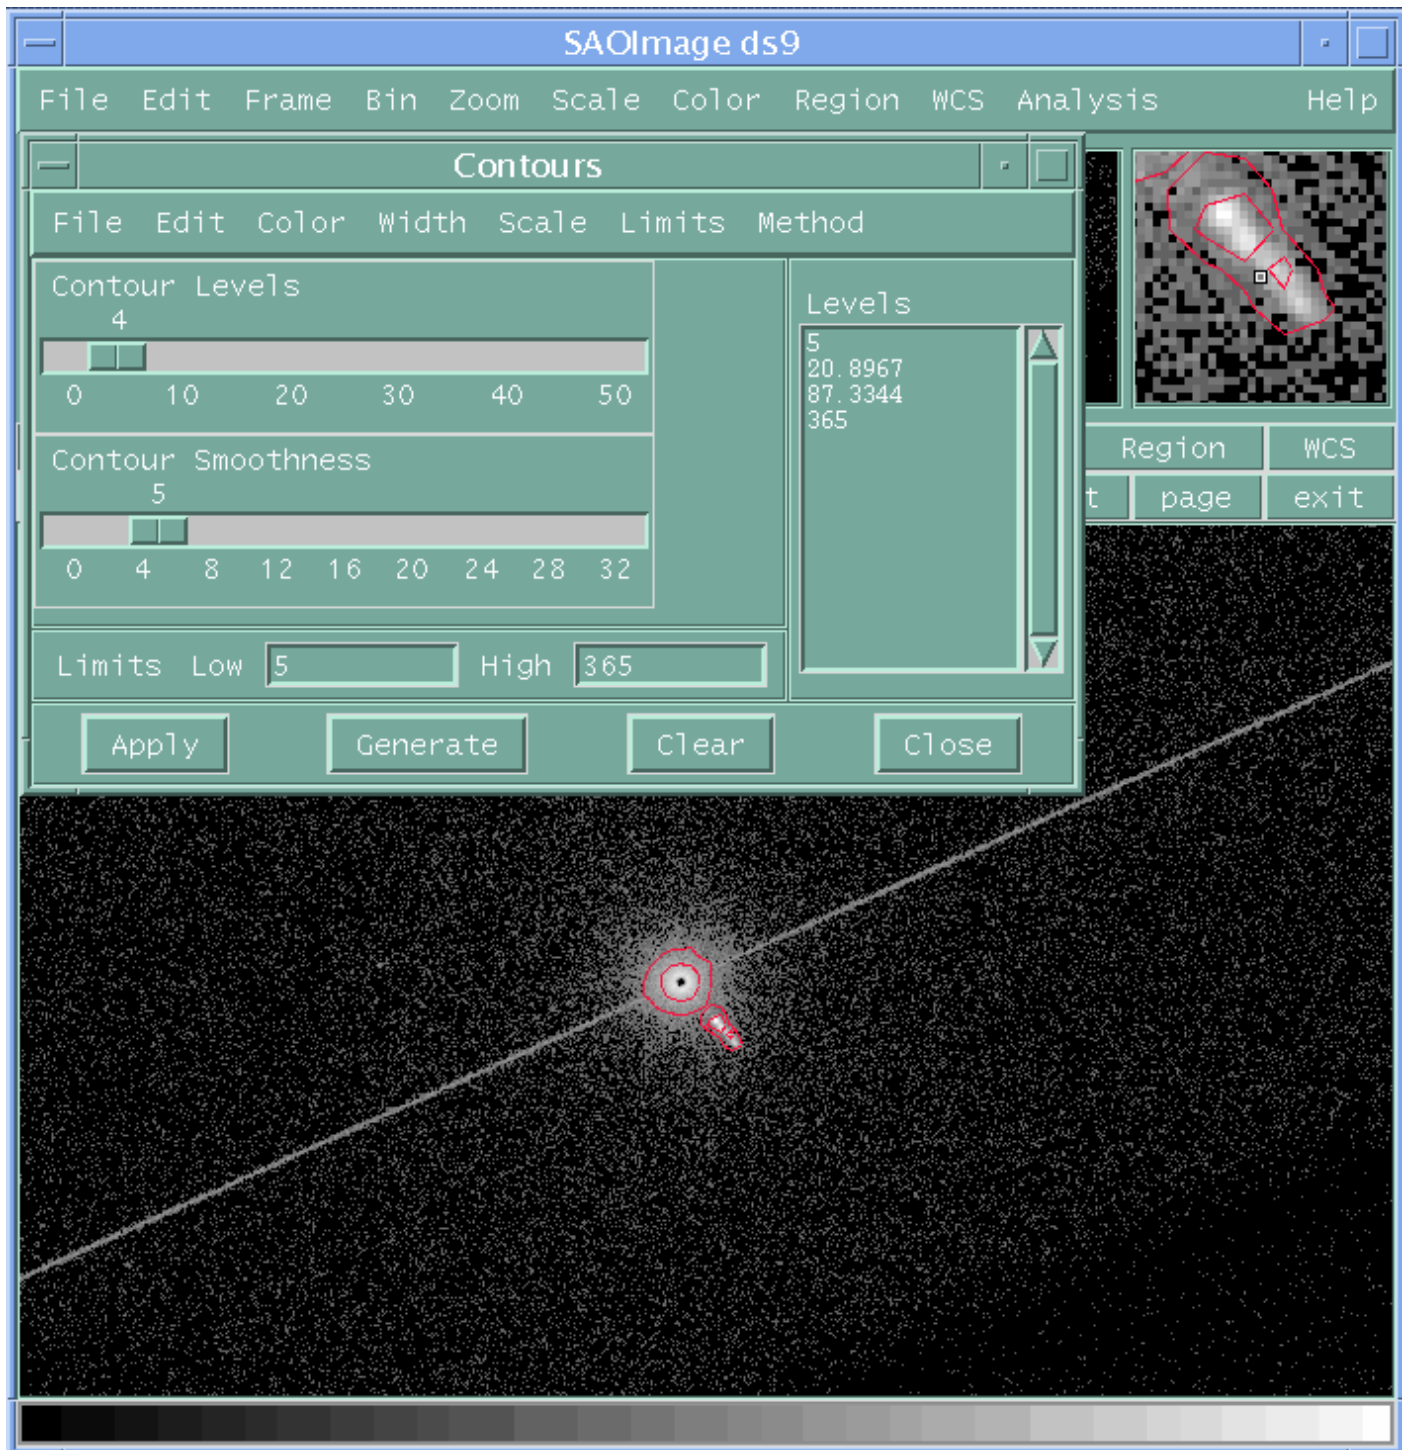 SAOImage ds9
File Edit Frame Bin Zoom Scale Color Region WCS Analysis Help
Contours
File Edit Color Width Scale Limits Method
Contour Levels
4
0 10 20 30 40 50
Contour Smoothness
5
0 4 8 12 16 20 24 28 32
Limits Low 5 High 365
Levels
5
20.8967
87.3344
365
Apply Generate Clear Close
Region WCS
t page exit